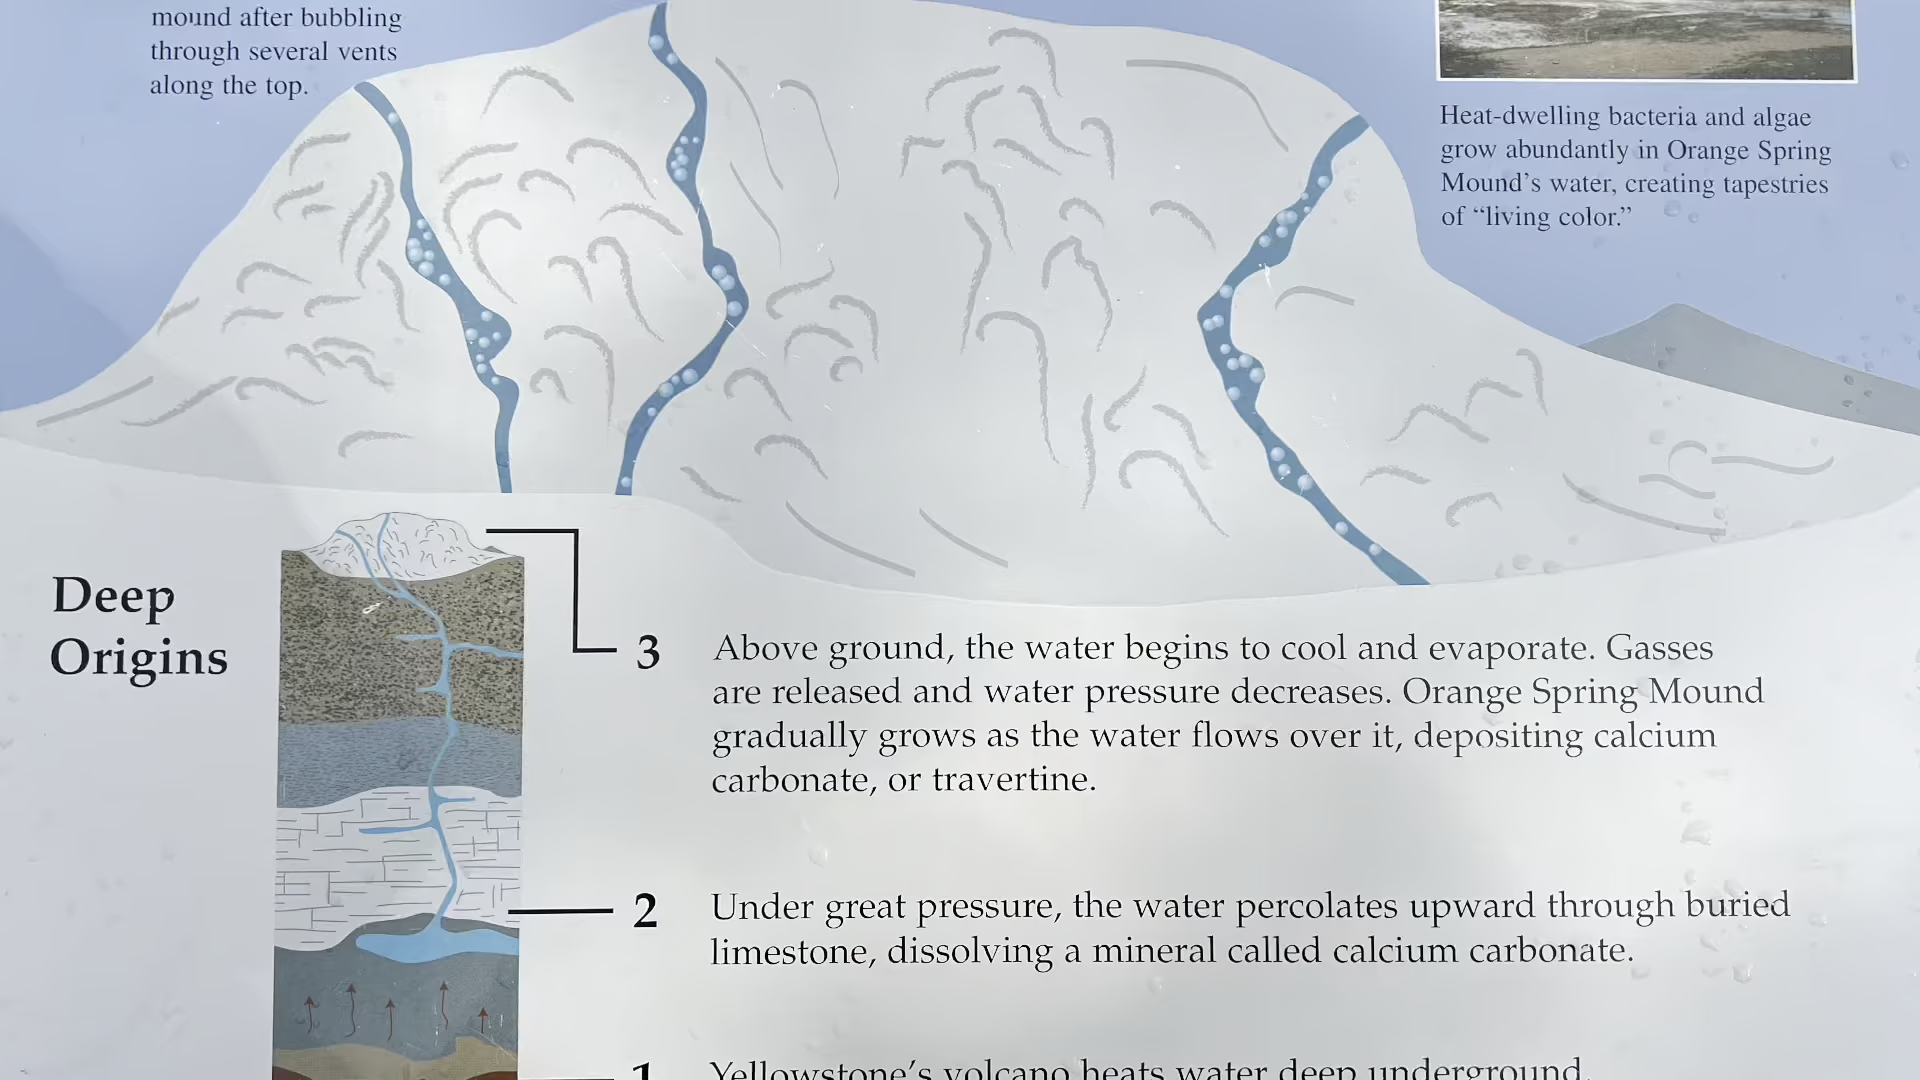 mound after bubbling
through several vents
along the top.
Heat-dwelling bacteria and algae
grow abundantly in Orange Spring
Mound’s water, creating tapestries
of “living color.”
Deep
Origins
3 Above ground, the water begins to cool and evaporate. Gasses
are released and water pressure decreases. Orange Spring Mound
gradually grows as the water flows over it, depositing calcium
carbonate, or travertine.
2 Under great pressure, the water percolates upward through buried
limestone, dissolving a mineral called calcium carbonate.
1 Yellowstone’s volcano heats water deep underground.